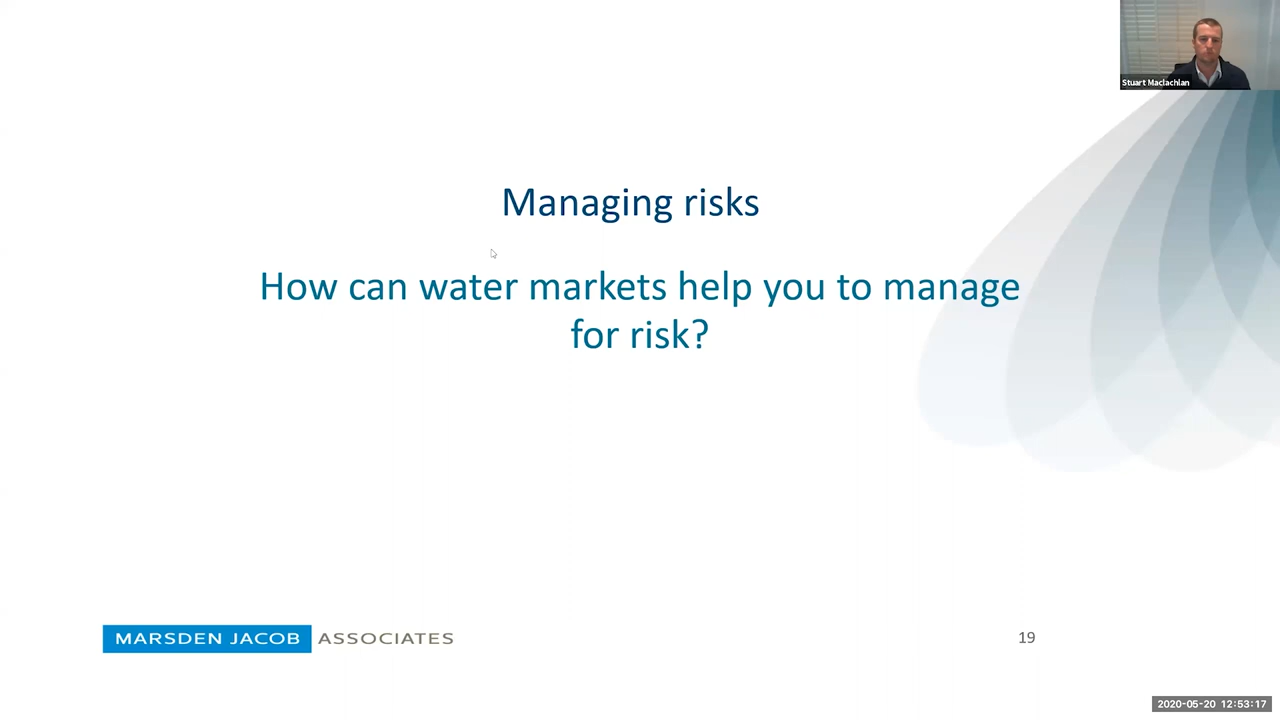 Stuart Maclachlan
Managing risks
How can water markets help you to manage
for risk?
MARSDEN JACOB ASSOCIATES
19
2020-05-20 12:53:17